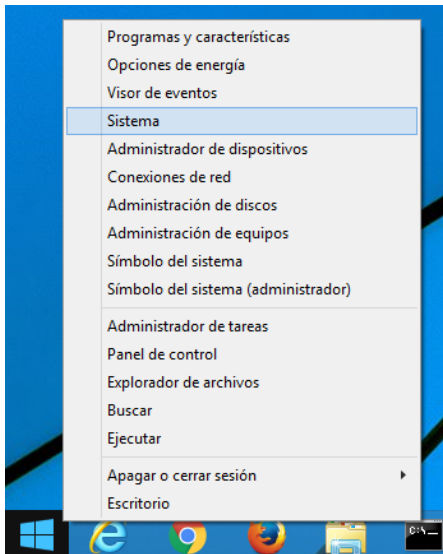 Programas y características
Opciones de energía
Visor de eventos
Sistema
Administrador de dispositivos
Conexiones de red
Administración de discos
Administración de equipos
Símbolo del sistema
Símbolo del sistema (administrador)
Administrador de tareas
Panel de control
Explorador de archivos
Buscar
Ejecutar
Apagar o cerrar sesión
Escritorio
C:\_